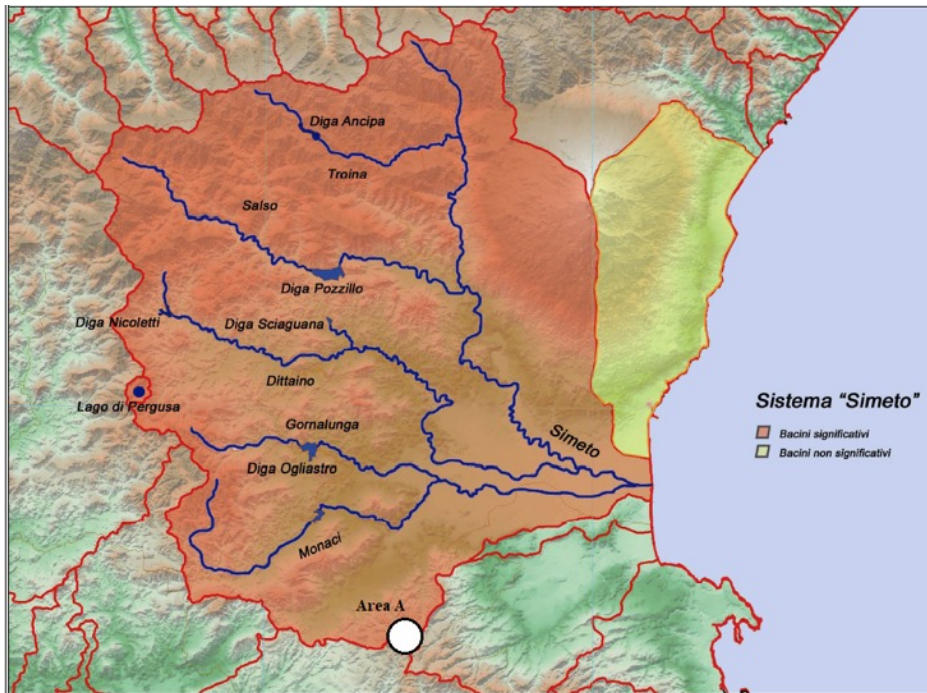 Diga Ancipa
Troina
Salso
Diga Pozzillo
Diga Nicoletti
Diga Sciaguana
Dittaino
Lago di Pergusa
Gornalunga
Simeto
Diga Ogliastro
Monaci
Area A
Sistema "Simeto"
Bacini significativi
Bacini non significativi